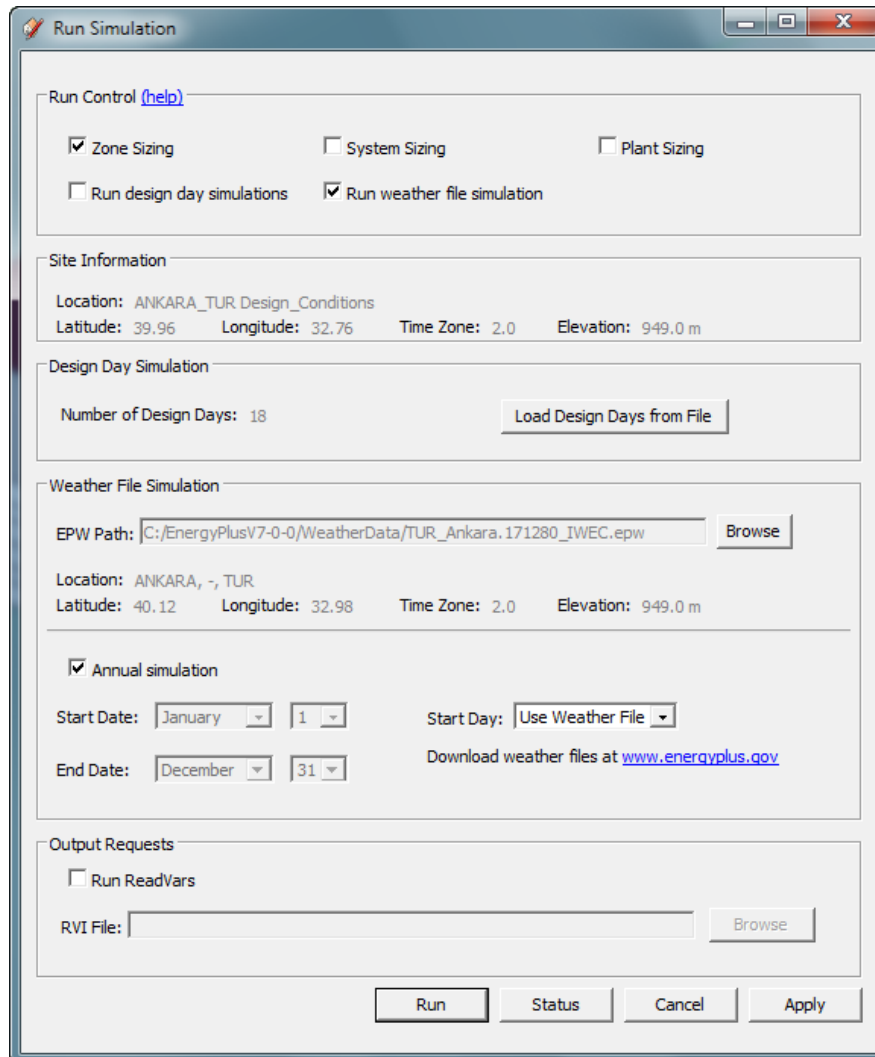 Run Simulation
Run Control (help)
Zone Sizing System Sizing Plant Sizing
Run design day simulations Run weather file simulation
Site Information
Location: ANKARA_TUR Design_Conditions
Latitude: 39.96 Longitude: 32.76 Time Zone: 2.0 Elevation: 949.0 m
Design Day Simulation
Number of Design Days: 18 Load Design Days from File
Weather File Simulation
EPW Path: C:/EnergyPlusV7-0-0/WeatherData/TUR_Ankara.171280_IWEC.epw Browse
Location: ANKARA, -, TUR
Latitude: 40.12 Longitude: 32.98 Time Zone: 2.0 Elevation: 949.0 m
Annual simulation
Start Date: January 1 Start Day: Use Weather File
Download weather files at www.energyplus.gov
End Date: December 31
Output Requests
Run ReadVars
RVI File: Browse
Run Status Cancel Apply